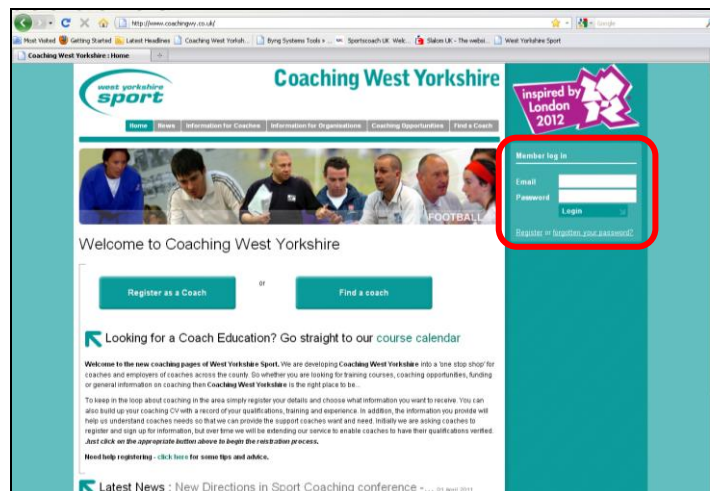 http://www.coachingwy.co.uk/
Google
Most Visited Getting Started Latest Headlines Coaching West Yorksh... Byng Systems Tools » ... Sportscoach UK Welc... Slalom UK - The websi... West Yorkshire Sport
Coaching West Yorkshire : Home
west yorkshire
sport
Coaching West Yorkshire
inspired by
London
2012
Home News Information for Coaches Information for Organisations Coaching Opportunities Find a Coach
Member log in
Email
Password
Login
Register or forgotten your password?
FOOTBALL
Welcome to Coaching West Yorkshire
Register as a Coach
or
Find a coach
Looking for a Coach Education? Go straight to our course calendar
Welcome to the new coaching pages of West Yorkshire Sport. We are developing Coaching West Yorkshire into a 'one stop shop' for
coaches and employers of coaches across the county. So whether you are looking for training courses, coaching opportunities, funding
or general information on coaching then Coaching West Yorkshire is the right place to be...
To keep in the loop about coaching in the area simply register your details and choose what information you want to receive. You can
also build up your coaching CV with a record of your qualifications, training and experience. In addition, the information you provide will
help us understand coaches needs so that we can provide the support coaches want and need. Initially we are asking coaches to
register and sign up for information, but over time we will be extending our service to enable coaches to have their qualifications verified.
Just click on the appropriate button above to begin the reistration process.
Need help registering - click here for some tips and advice.
Latest News : New Directions in Sport Coaching conference -... 21 April 2011